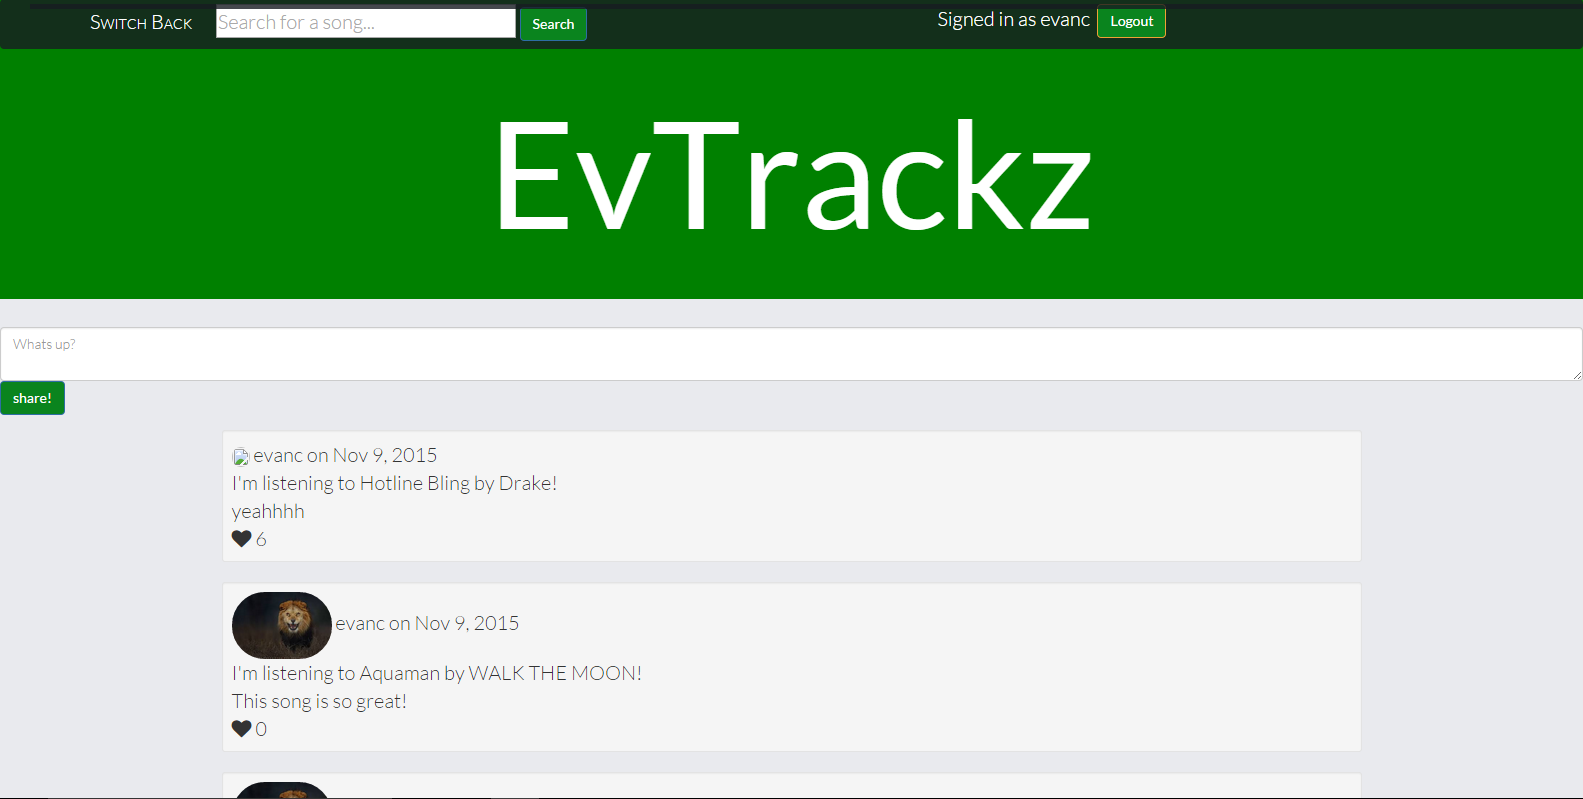 Switch Back Search for a song... Search Signed in as evanc Logout
EvTrackz
Whats up?
share!
evanc on Nov 9, 2015
I'm listening to Hotline Bling by Drake!
yeahhhh
6
evanc on Nov 9, 2015
I'm listening to Aquaman by WALK THE MOON!
This song is so great!
0